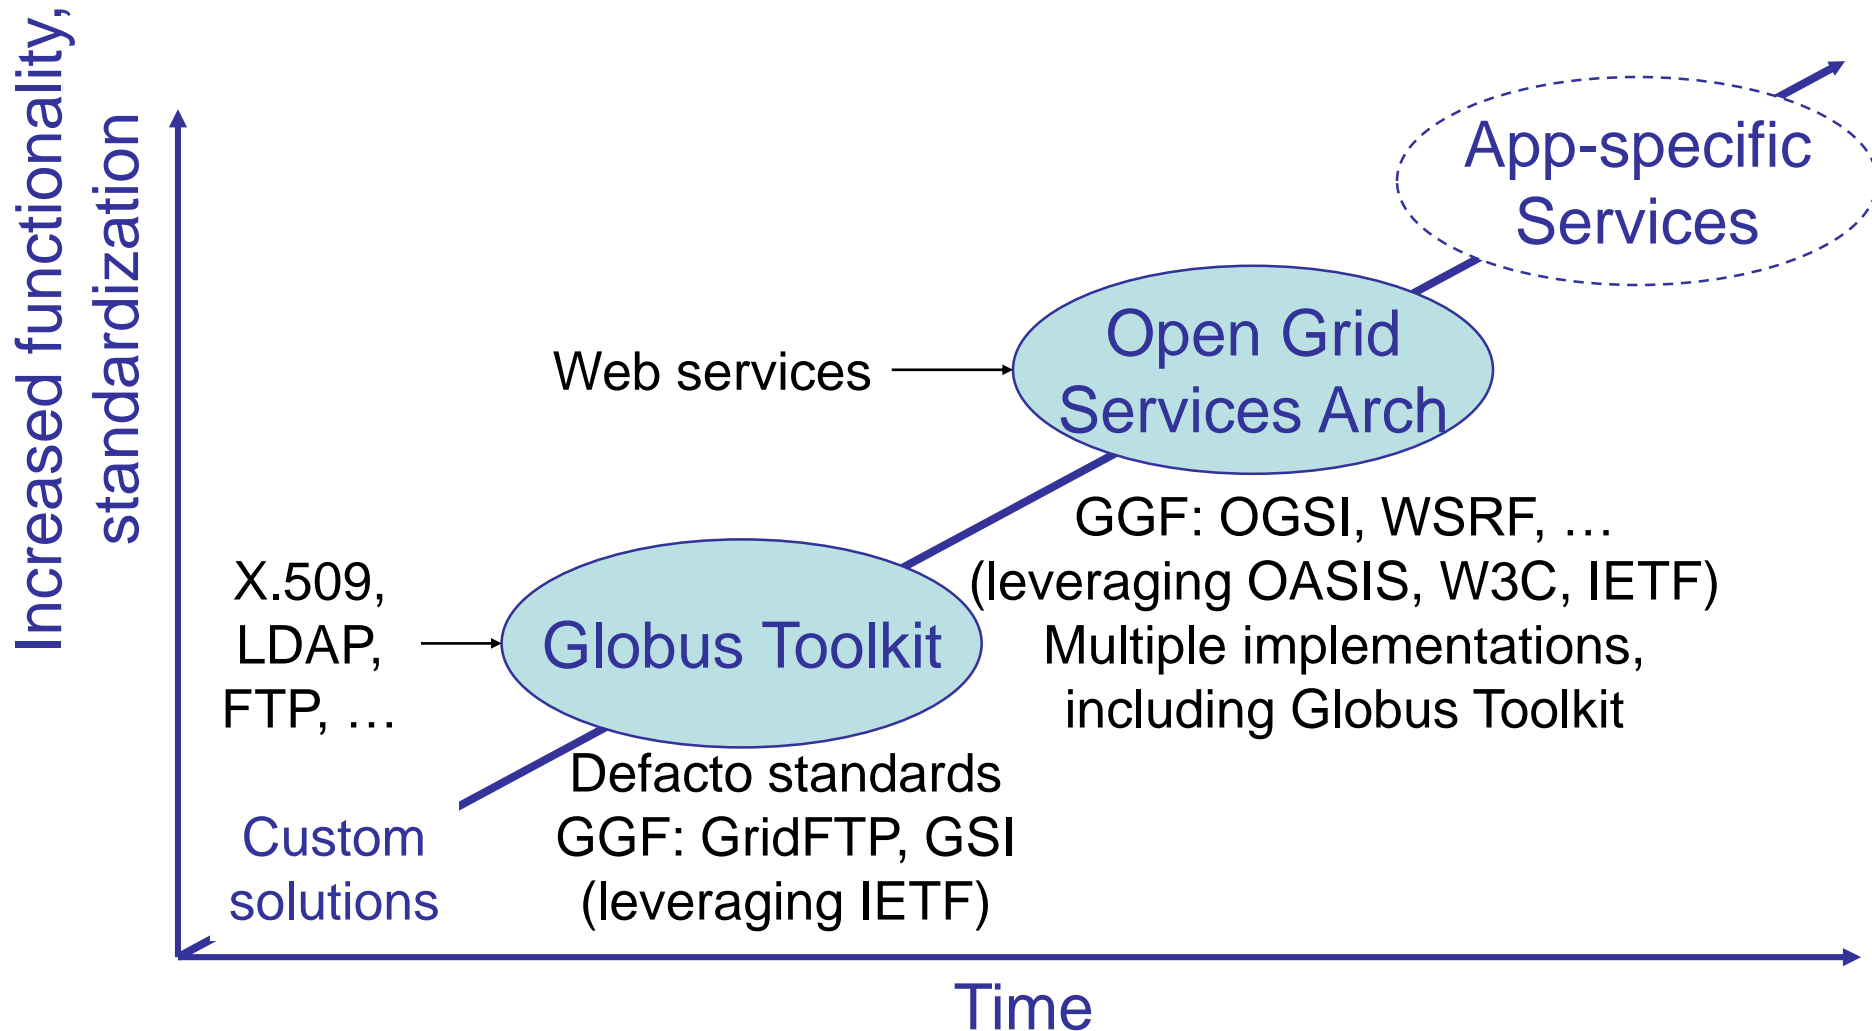 Increased functionality,
standardization
App-specific
Services
Open Grid
Services Arch
Web services
GGF: OGSI, WSRF, …
(leveraging OASIS, W3C, IETF)
Multiple implementations,
including Globus Toolkit
X.509,
LDAP,
FTP, …
Globus Toolkit
Defacto standards
GGF: GridFTP, GSI
(leveraging IETF)
Custom
solutions
Time